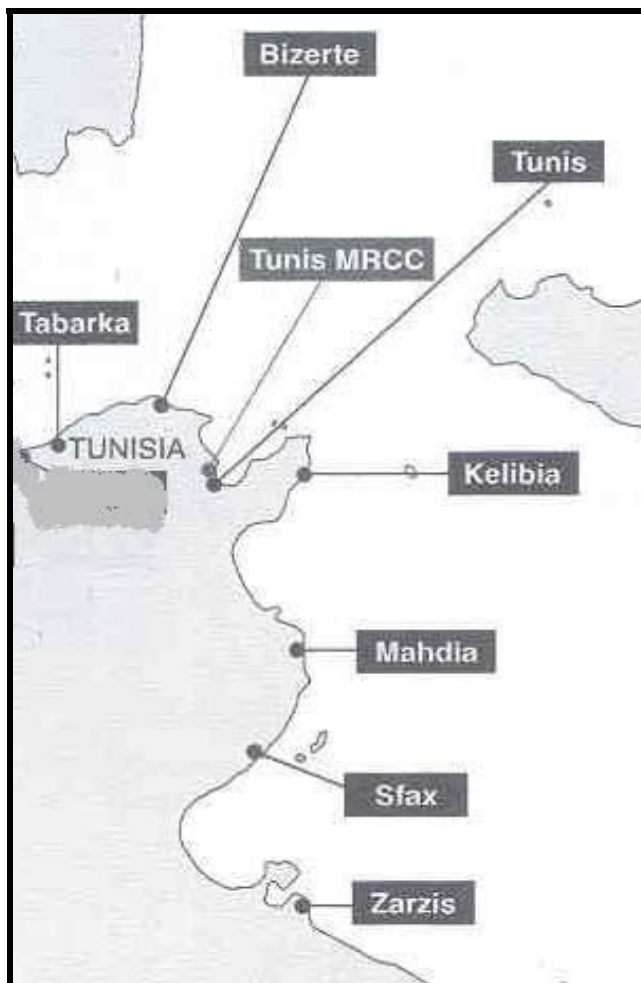 Bizerte
Tunis
Tunis MRCC
Tabarka
TUNISIA
Kelibia
Mahdia
Sfax
Zarzis